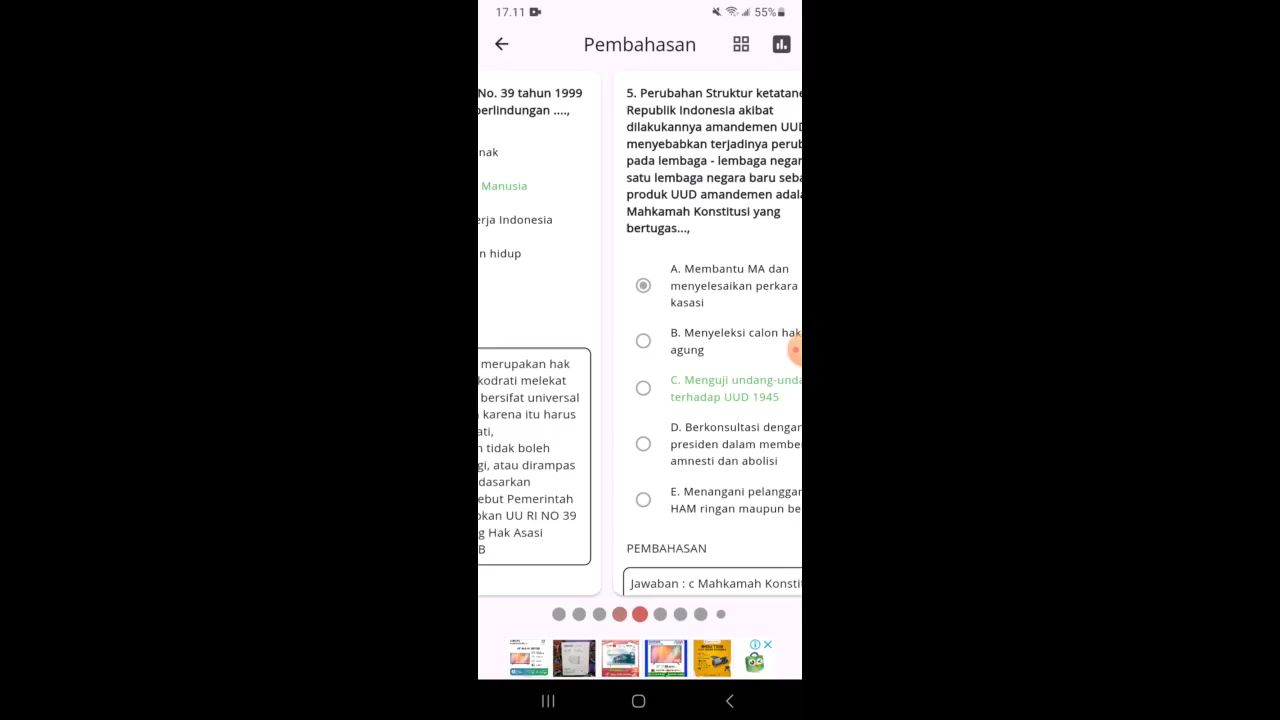 17.11
55%
Pembahasan
No. 39 tahun 1999
perlindungan ....,
nak
Manusia
erja Indonesia
n hidup
merupakan hak
kodrati melekat
bersifat universal
karena itu harus
ati,
n tidak boleh
gi, atau dirampas
dasarkan
ebut Pemerintah
pkan UU RI NO 39
g Hak Asasi
B
5. Perubahan Struktur ketatane
Republik Indonesia akibat
dilakukannya amandemen UUD
menyebabkan terjadinya perub
pada lembaga - lembaga negar
satu lembaga negara baru seba
produk UUD amandemen adala
Mahkamah Konstitusi yang
bertugas...,
A. Membantu MA dan
menyelesaikan perkara
kasasi
B. Menyeleksi calon hak
agung
C. Menguji undang-unda
terhadap UUD 1945
D. Berkonsultasi dengan
presiden dalam membe
amnesti dan abolisi
E. Menangani pelanggar
HAM ringan maupun be
PEMBAHASAN
Jawaban : c Mahkamah Konstit